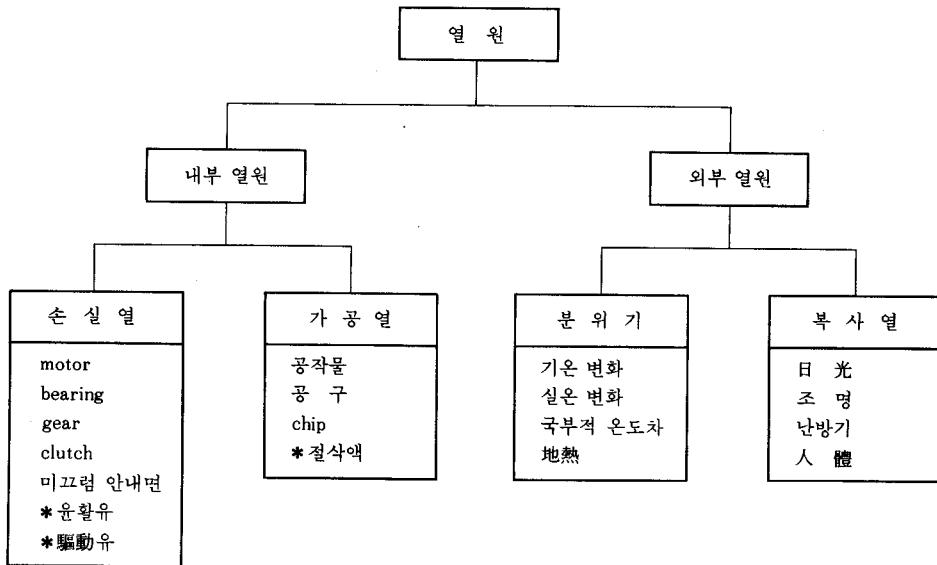 열 원
내부 열원
외부 열원
손 실 열
motor
bearing
gear
clutch
미끄럼 안내면
*윤활유
*驅動유
가 공 열
공작물
공 구
chip
*절삭액
분 위 기
기온 변화
실온 변화
국부적 온도차
地熱
복 사 열
日 光
조 명
난방기
人 體